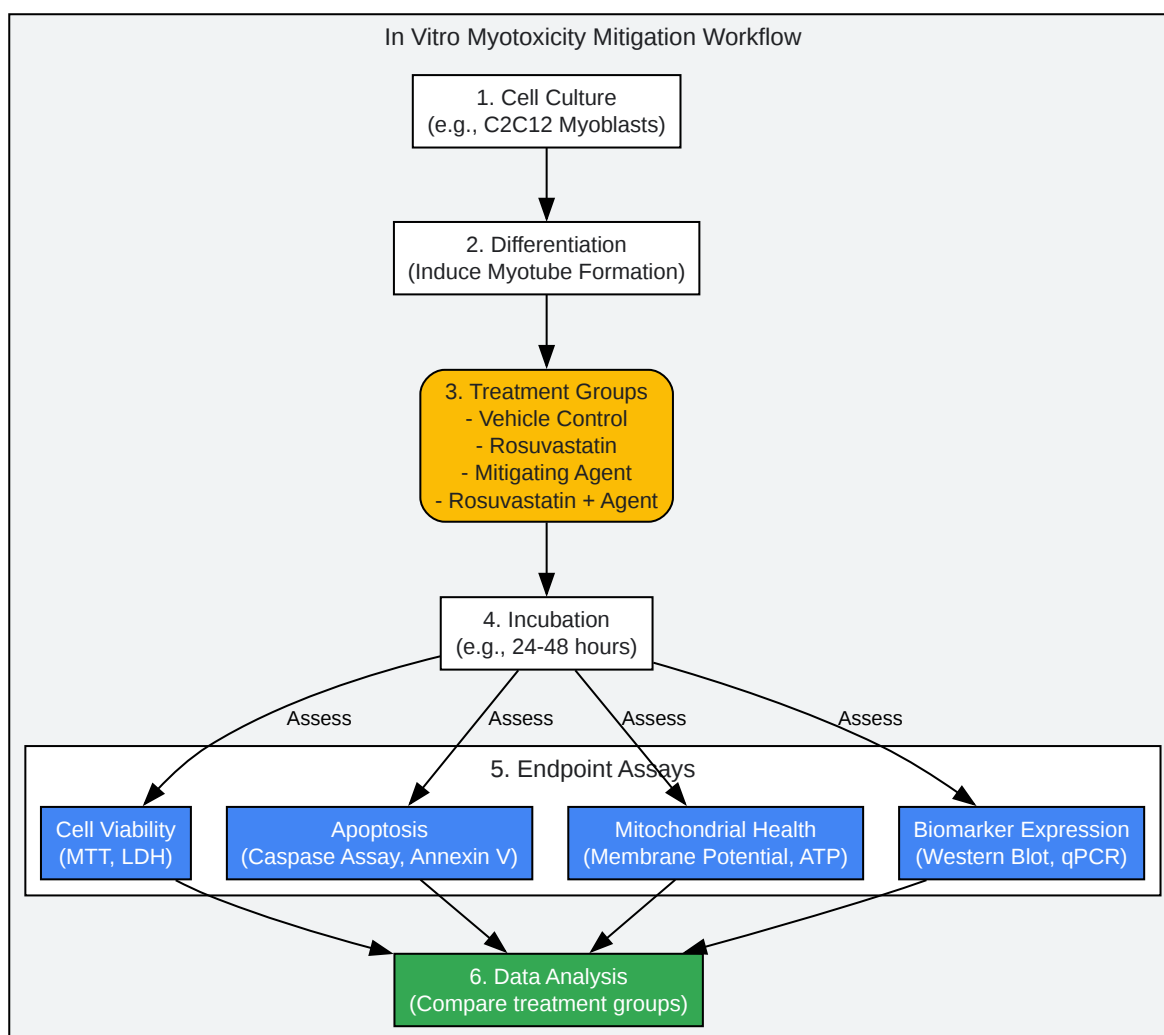 In Vitro Myotoxicity Mitigation Workflow
1. Cell Culture
(e.g., C2C12 Myoblasts)
2. Differentiation
(Induce Myotube Formation)
3. Treatment Groups
- Vehicle Control
- Rosuvastatin
- Mitigating Agent
- Rosuvastatin + Agent
4. Incubation
(e.g., 24-48 hours)
Assess
Assess
Assess
Assess
5. Endpoint Assays
Cell Viability
(MTT, LDH)
Apoptosis
(Caspase Assay, Annexin V)
Mitochondrial Health
(Membrane Potential, ATP)
Biomarker Expression
(Western Blot, qPCR)
6. Data Analysis
(Compare treatment groups)